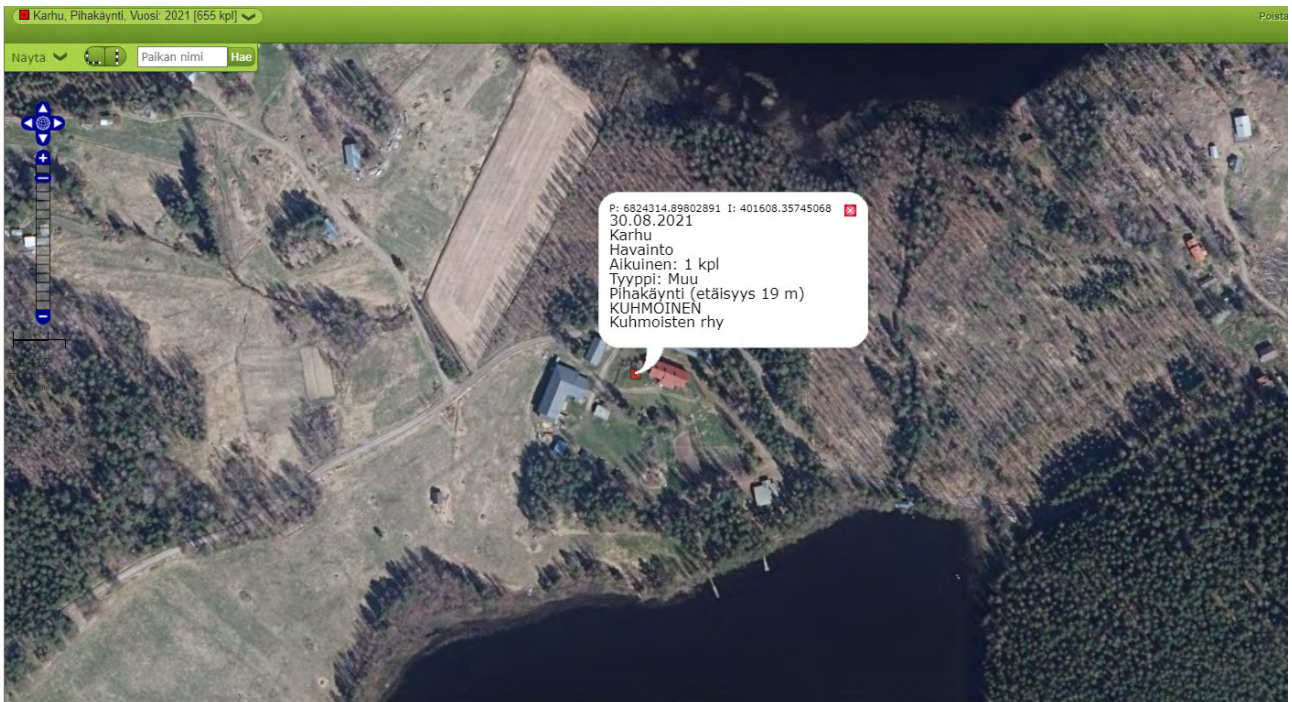 Karhu, Pihakäynti, Vuosi: 2021 [655 kpl]
Poista
Näytä
Paikan nimi
Hae
P: 6824314.89802891 I: 401608.35745068
30.08.2021
Karhu
Havainto
Aikuinen: 1 kpl
Tyyppi: Muu
Pihakäynti (etäisyys 19 m)
KUHMOINEN
Kuhmoisten rhy